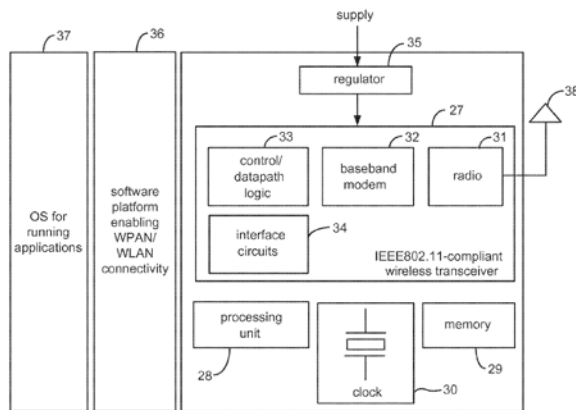 supply
37
36
35
regulator
38
27
33
32
31
control/
datapath
logic
baseband
modem
radio
OS for
running
applications
software
platform
enabling
WPAN/
WLAN
connectivity
interface
circuits
34
IEEE802.11-compliant
wireless transceiver
processing
unit
memory
28
clock
30
29